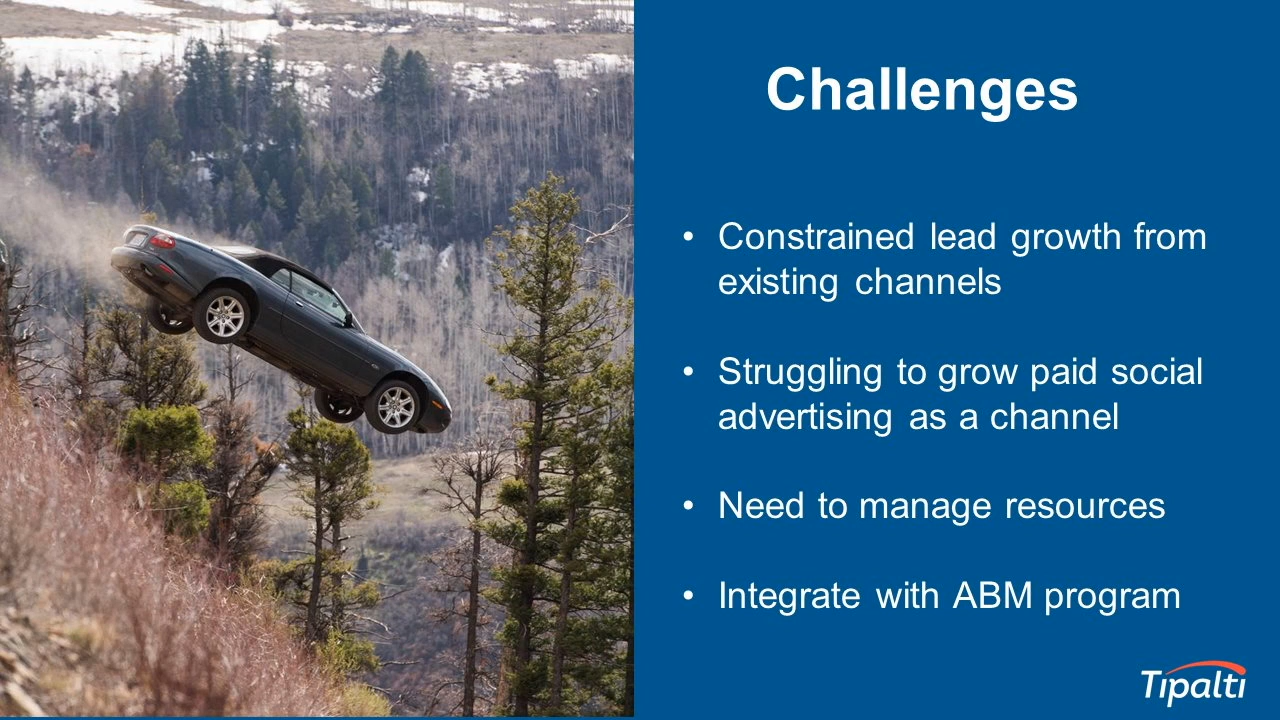 Challenges
• Constrained lead growth from
existing channels
• Struggling to grow paid social
advertising as a channel
• Need to manage resources
• Integrate with ABM program
Tipalti